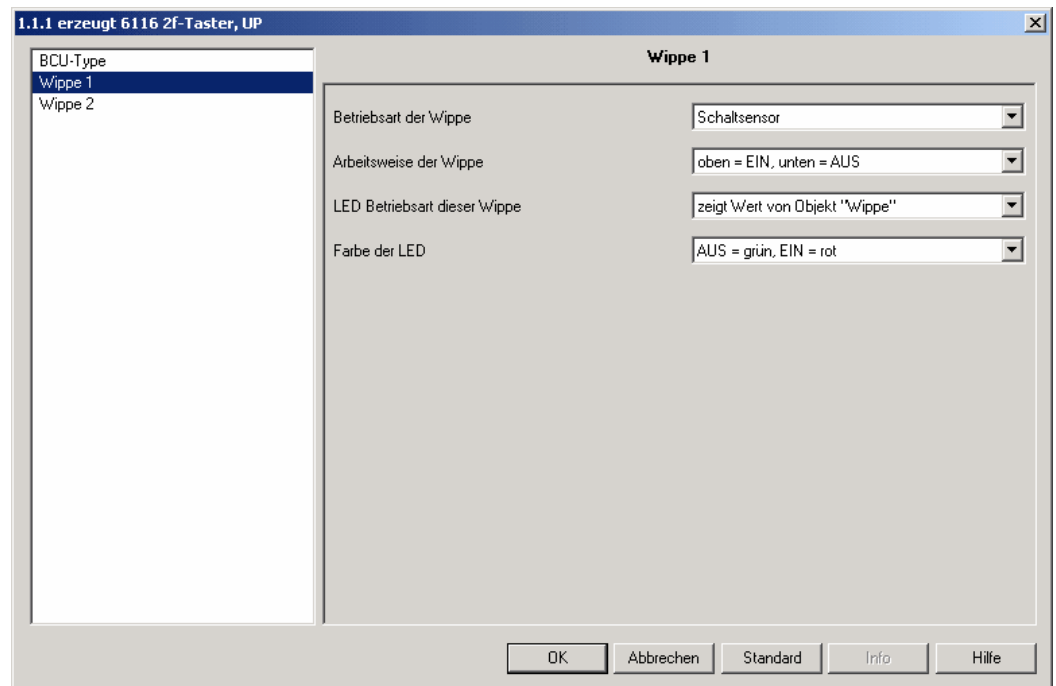 1.1.1 erzeugt 6116 2f-Taster, UP
BCU-Type
Wippe 1
Wippe 2
Wippe 1
Betriebsart der Wippe
Schaltsensor
Arbeitsweise der Wippe
oben = EIN, unten = AUS
LED Betriebsart dieser Wippe
zeigt Wert von Objekt "Wippe"
Farbe der LED
AUS = grün, EIN = rot
OK
Abbrechen
Standard
Info
Hilfe